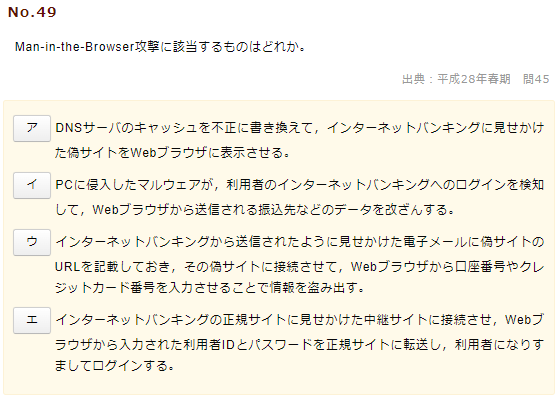 No.49
Man-in-the-Browser攻撃に該当するものはどれか。
出典：平成28年春期　問45
ア
DNSサーバのキャッシュを不正に書き換えて，インターネットバンキングに見せかけ
た偽サイトをWebブラウザに表示させる。
イ
PCに侵入したマルウェアが，利用者のインターネットバンキングへのログインを検知
して，Webブラウザから送信される振込先などのデータを改ざんする。
ウ
インターネットバンキングから送信されたように見せかけた電子メールに偽サイトの
URLを記載しておき，その偽サイトに接続させて，Webブラウザから口座番号やクレ
ジットカード番号を入力させることで情報を盗み出す。
エ
インターネットバンキングの正規サイトに見せかけた中継サイトに接続させ，Webブ
ラウザから入力された利用者IDとパスワードを正規サイトに転送し，利用者になりす
ましてログインする。